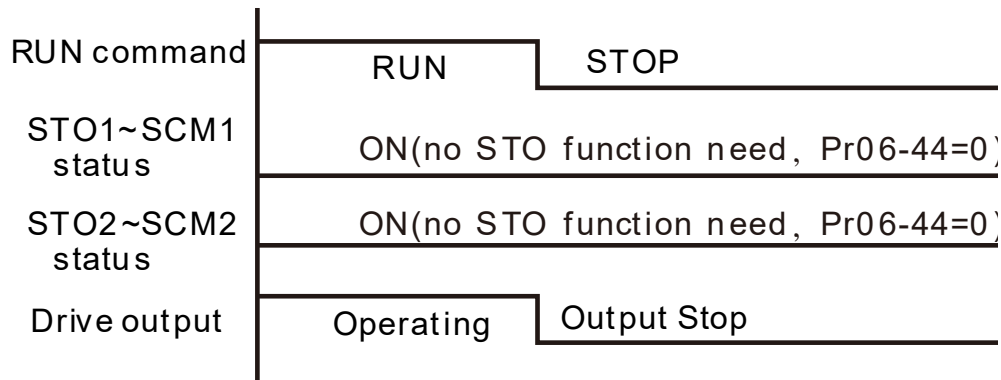 RUN command
RUN
STOP
STO1~SCM1
status
ON(no STO function need, Pr06-44=0)
STO2~SCM2
status
ON(no STO function need, Pr06-44=0)
Drive output
Operating
Output Stop